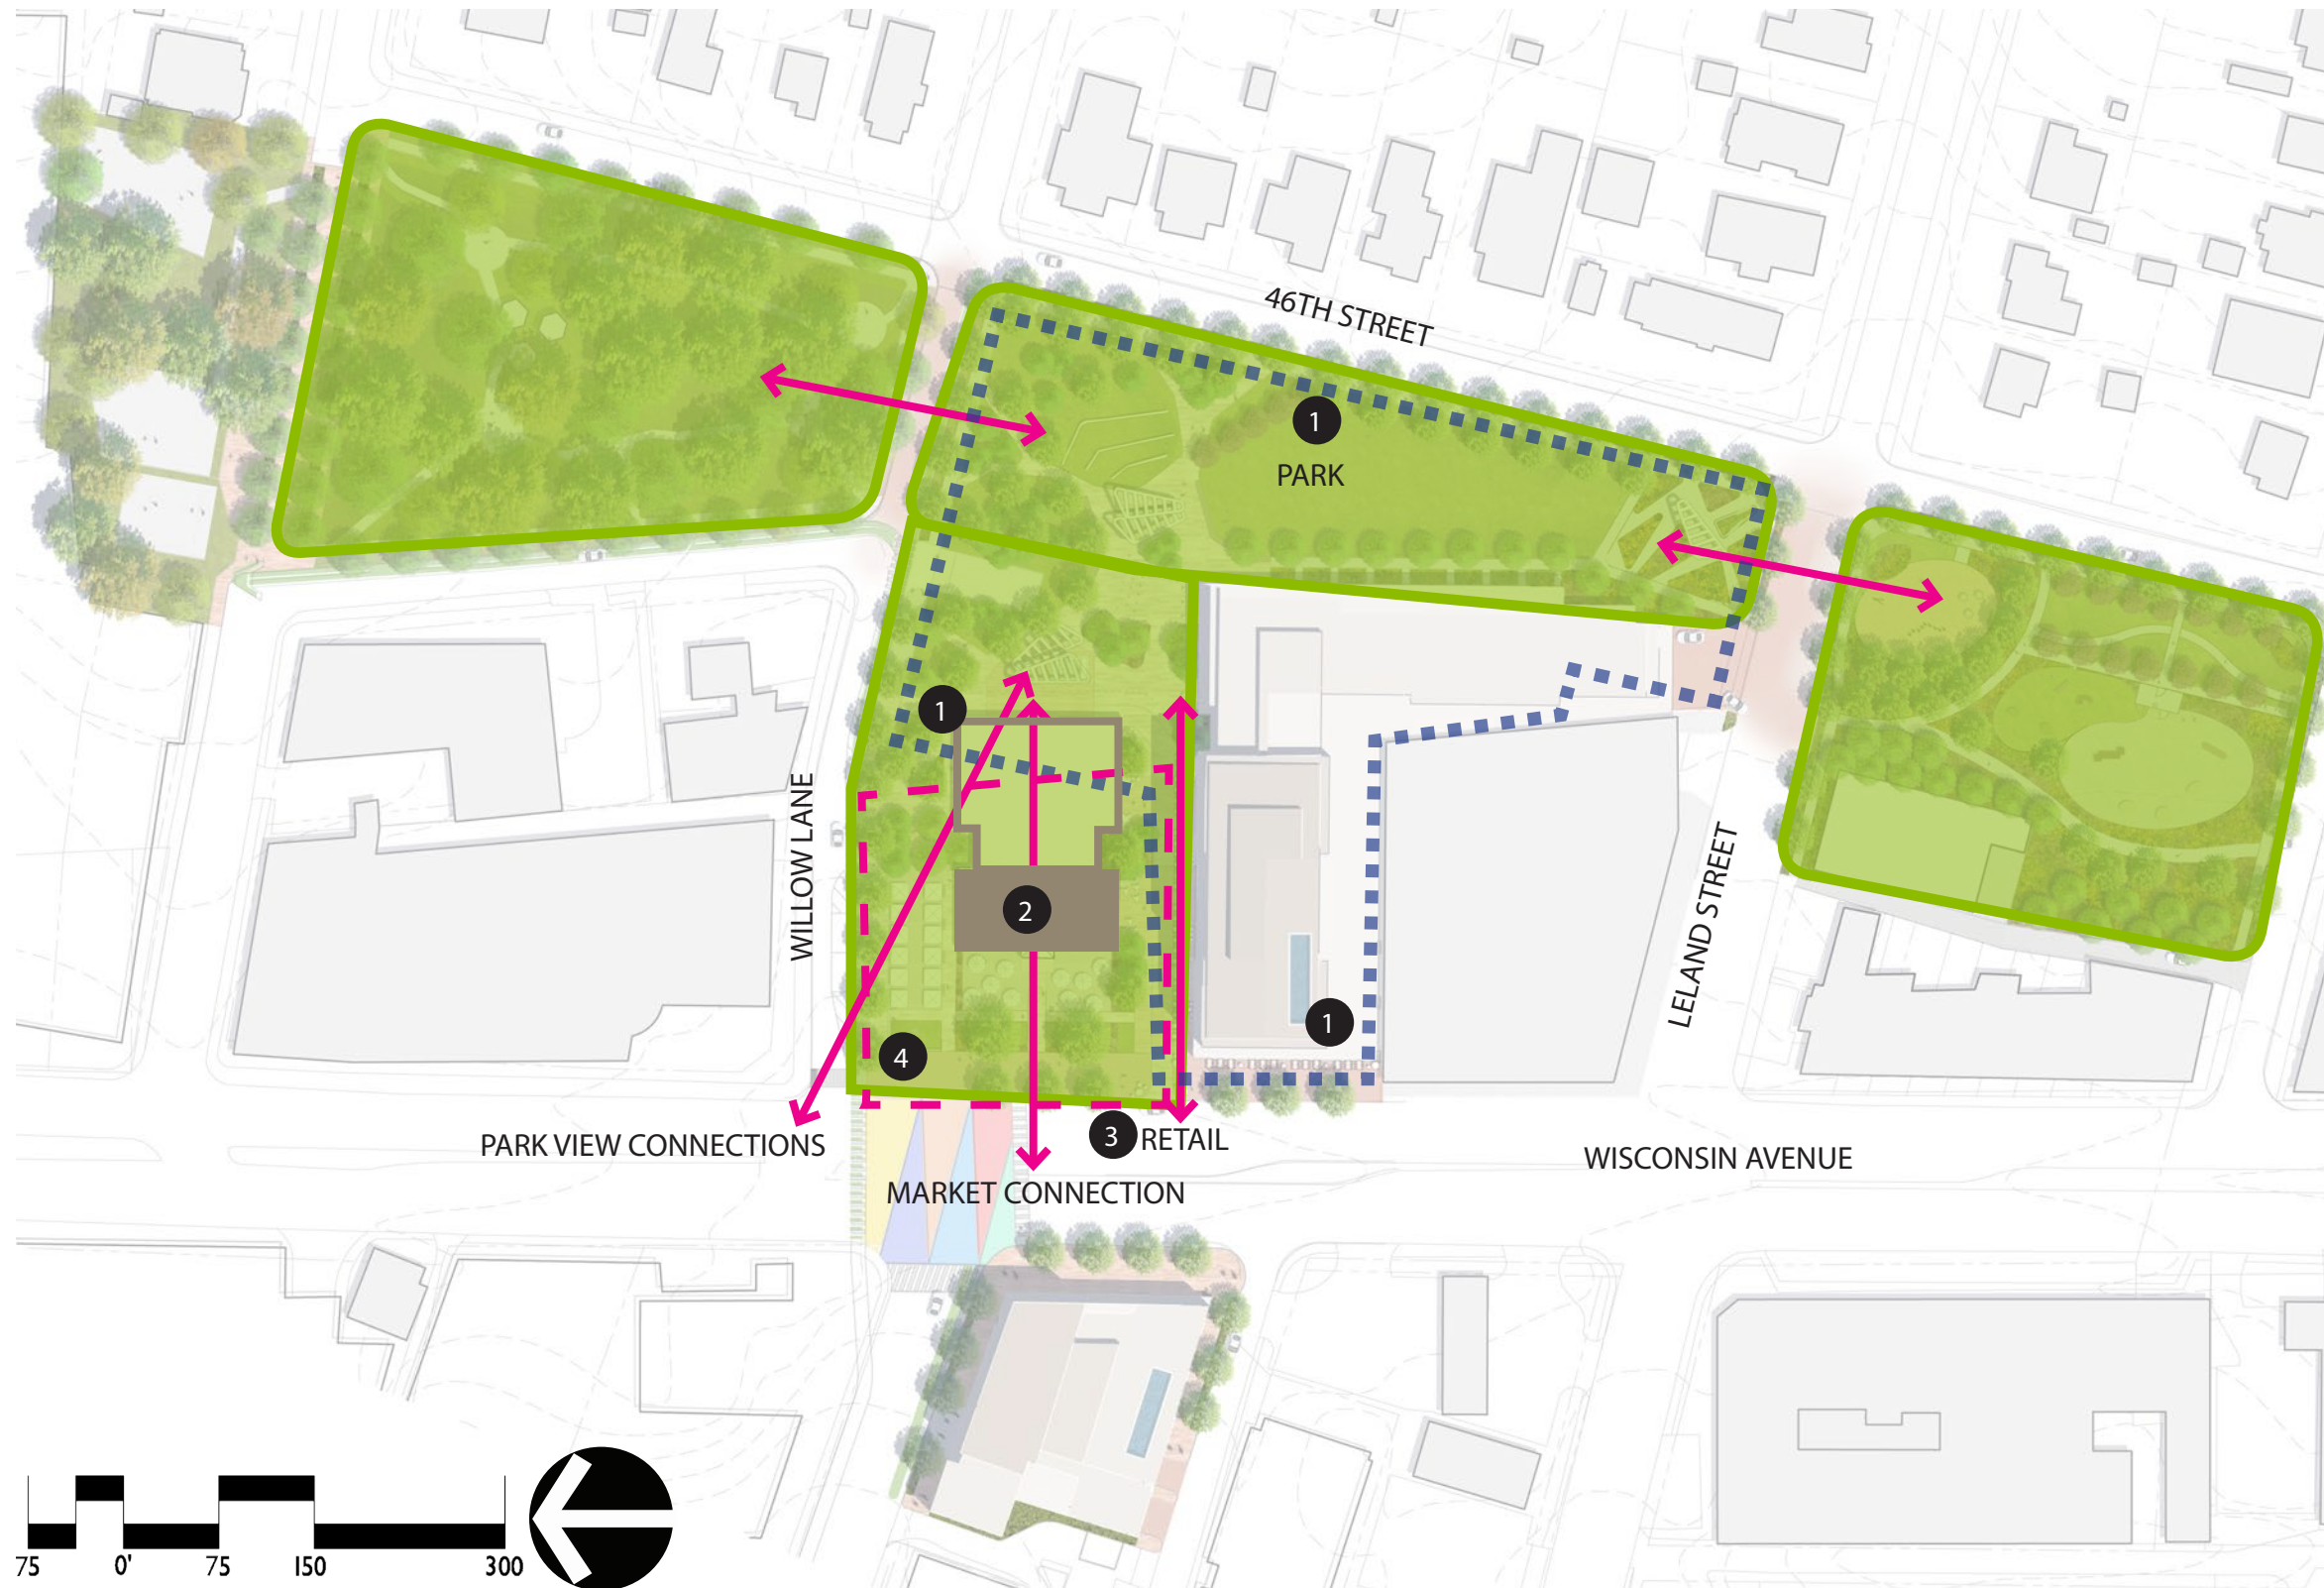 46TH STREET
1
PARK
1
WILLOW LANE
2
LELAND STREET
1
4
PARK VIEW CONNECTIONS
3 RETAIL
WISCONSIN AVENUE
MARKET CONNECTION
75 0' 75 150 300